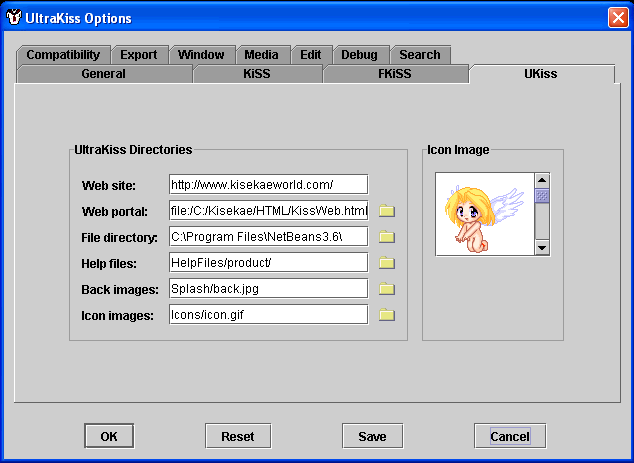 UltraKiss Options
Compatibility Export Window Media Edit Debug Search
General KiSS FKiSS UKiss
UltraKiss Directories
Icon Image
Web site: http://www.kisekaeworld.com/
Web portal: file:/C:/Kisekae/HTML/KissWeb.html
File directory: C:\Program Files\NetBeans3.6\
Help files: HelpFiles/product/
Back images: Splash/back.jpg
Icon images: Icons/icon.gif
OK Reset Save Cancel